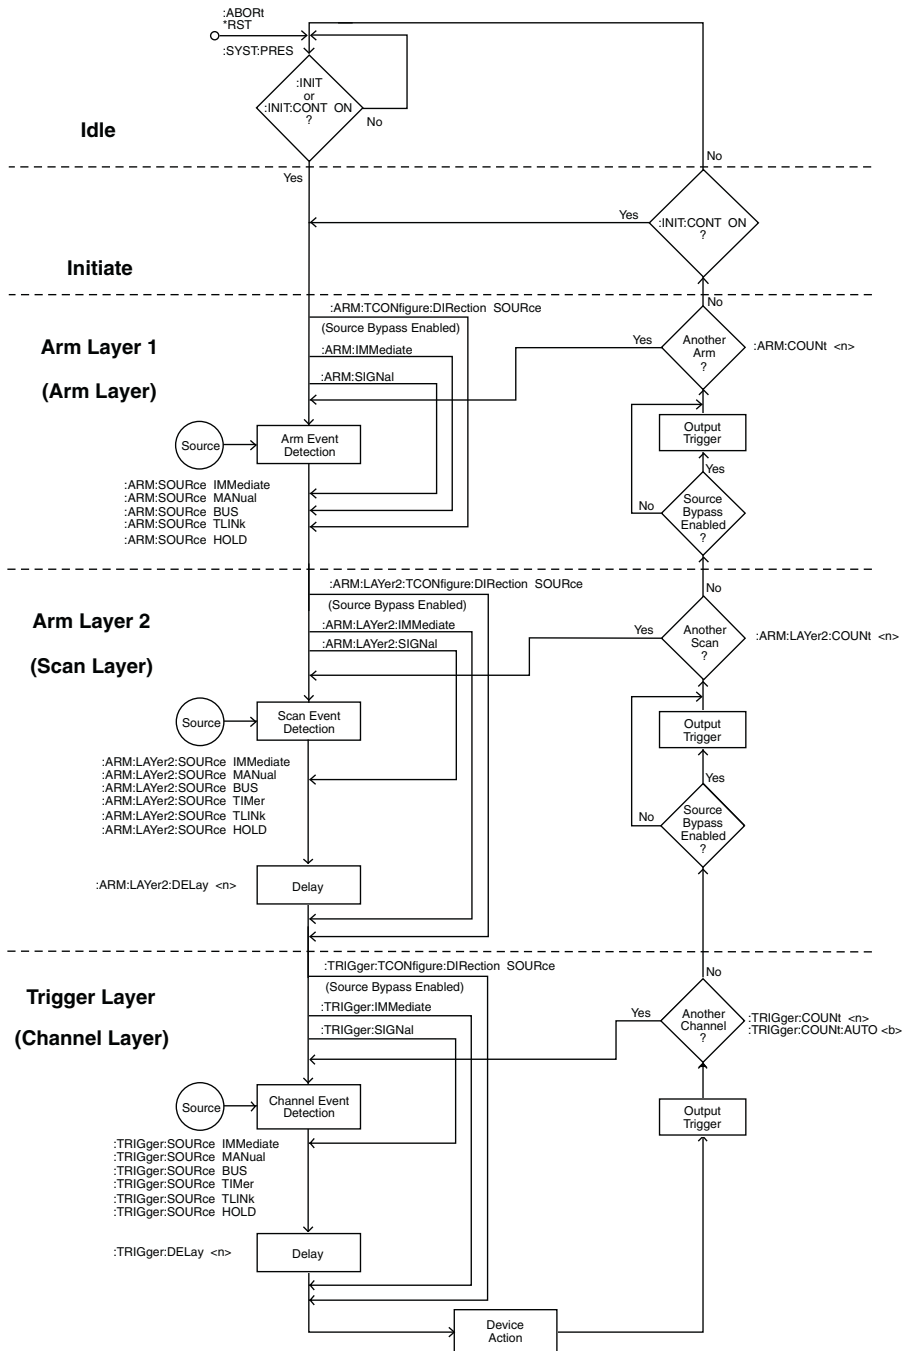 :ABORt
*RST
:SYST:PRES
:INIT
or
:INIT:CONT ON
?
No
Idle
Yes
No
:INIT:CONT ON
?
Yes
Initiate
No
:ARM:TCONfigure:DIRection SOURce
(Source Bypass Enabled)
:ARM:IMMediate
:ARM:SIGNal
Arm Layer 1
(Arm Layer)
Yes
Another
Arm
?
:ARM:COUNt <n>
Source
Arm Event
Detection
Output
Trigger
Yes
:ARM:SOURce IMMediate
:ARM:SOURce MANual
:ARM:SOURce BUS
:ARM:SOURce TLINk
:ARM:SOURce HOLD
No
Source
Bypass
Enabled
?
:ARM:LAYer2:TCONfigure:DIRection SOURce
(Source Bypass Enabled)
:ARM:LAYer2:IMMediate
:ARM:LAYer2:SIGNal
No
Arm Layer 2
(Scan Layer)
Yes
Another
Scan
?
:ARM:LAYer2:COUNt <n>
Source
Scan Event
Detection
Output
Trigger
:ARM:LAYer2:SOURce IMMediate
:ARM:LAYer2:SOURce MANual
:ARM:LAYer2:SOURce BUS
:ARM:LAYer2:SOURce TIMer
:ARM:LAYer2:SOURce TLINk
:ARM:LAYer2:SOURce HOLD
Yes
No
Source
Bypass
Enabled
?
:ARM:LAYer2:DELay <n>
Delay
:TRIGger:TCONfigure:DIRection SOURce
(Source Bypass Enabled)
:TRIGger:IMMediate
:TRIGger:SIGNal
No
Trigger Layer
(Channel Layer)
Yes
Another
Channel
?
:TRIGger:COUNt <n>
:TRIGger:COUNt:AUTO <b>
Source
Channel Event
Detection
Output
Trigger
:TRIGger:SOURce IMMediate
:TRIGger:SOURce MANual
:TRIGger:SOURce BUS
:TRIGger:SOURce TIMer
:TRIGger:SOURce TLINk
:TRIGger:SOURce HOLD
:TRIGger:DELay <n>
Delay
Device
Action